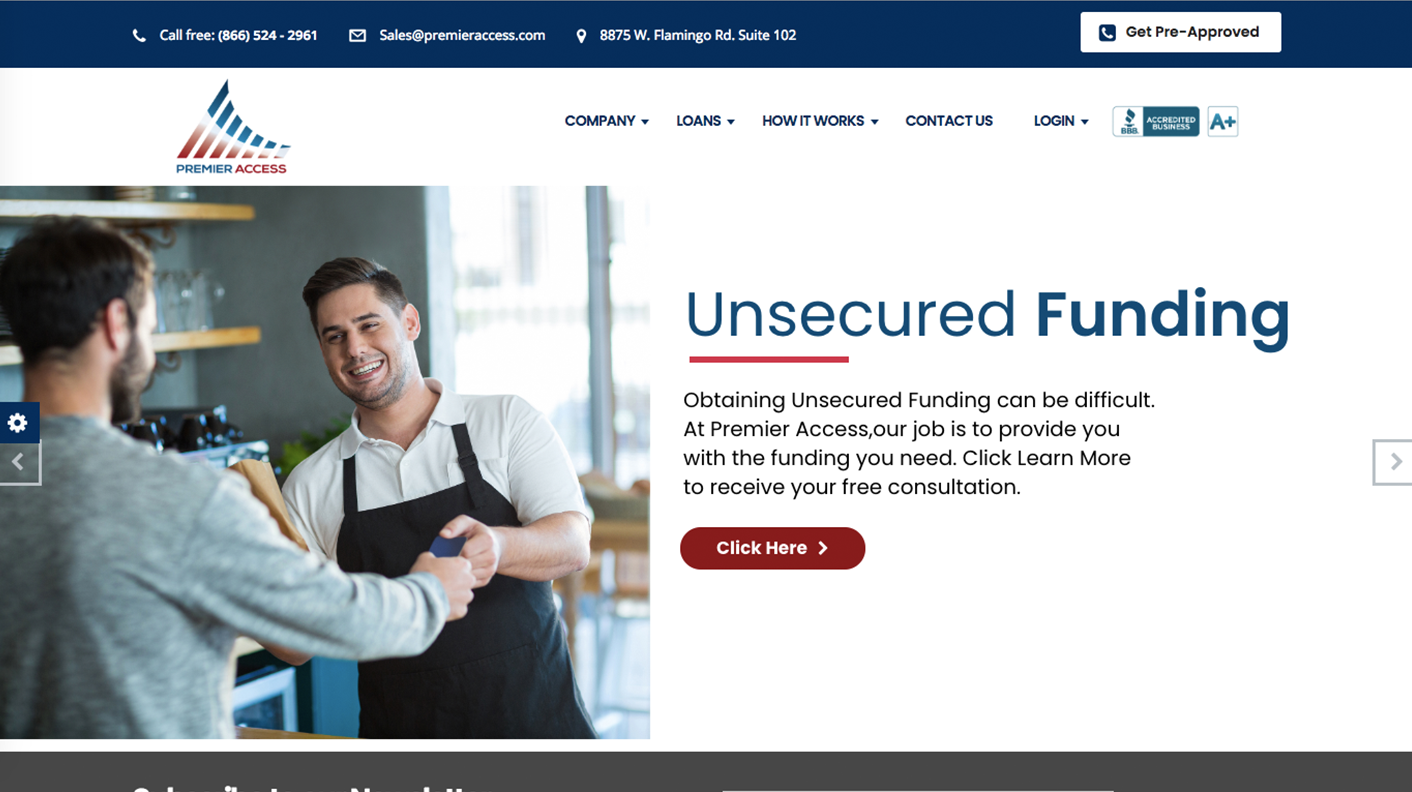 Call free: (866) 524 - 2961
Sales@premieraccess.com
8875 W. Flamingo Rd. Suite 102
Get Pre-Approved
PREMIER ACCESS
COMPANY
LOANS
HOW IT WORKS
CONTACT US
LOGIN
BBB.
ACCREDITED
BUSINESS
A+
Unsecured Funding
Obtaining Unsecured Funding can be difficult.
At Premier Access,our job is to provide you
with the funding you need. Click Learn More
to receive your free consultation.
Click Here